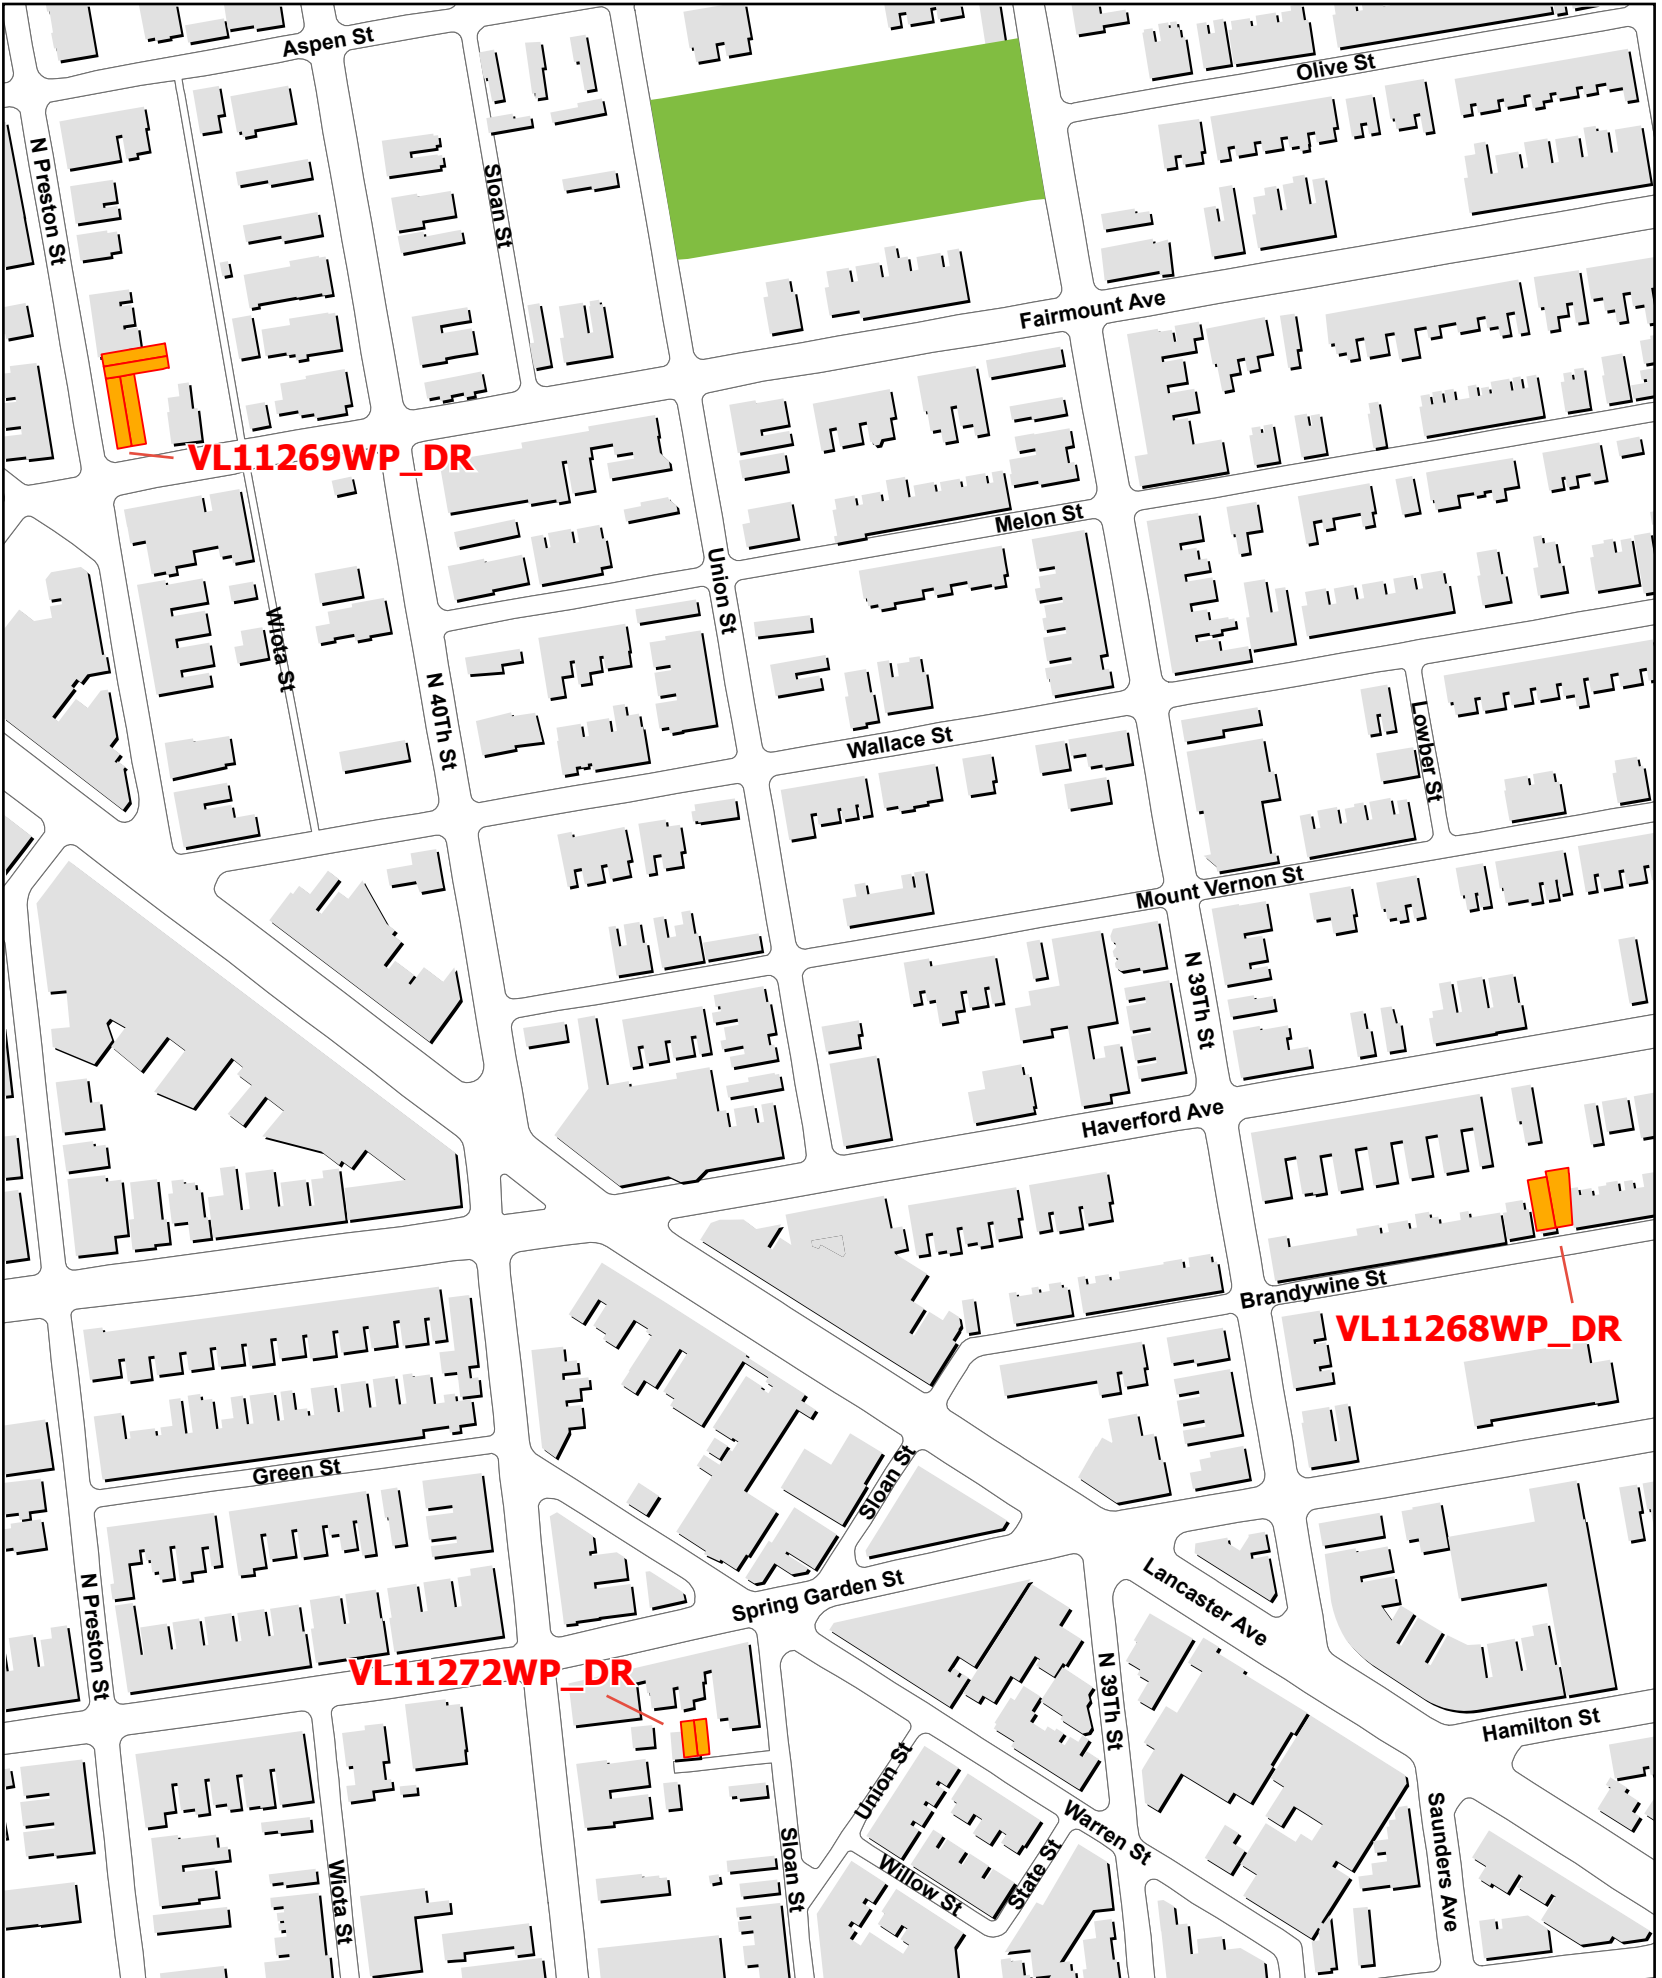 Aspen St
Olive St
N Preston St
Sloan St
Fairmount Ave
VL11269WP_DR
Melon St
Union St
Wiota St
N 40Th St
Wallace St
Lowber St
Mount Vernon St
N 39Th St
Haverford Ave
Brandywine St
VL11268WP_DR
Green St
Sloan St
Spring Garden St
Lancaster Ave
N Preston St
VL11272WP_DR
N 39Th St
Hamilton St
Union St
Warren St
Saunders Ave
Sloan St
Wiota St
Willow St
State St